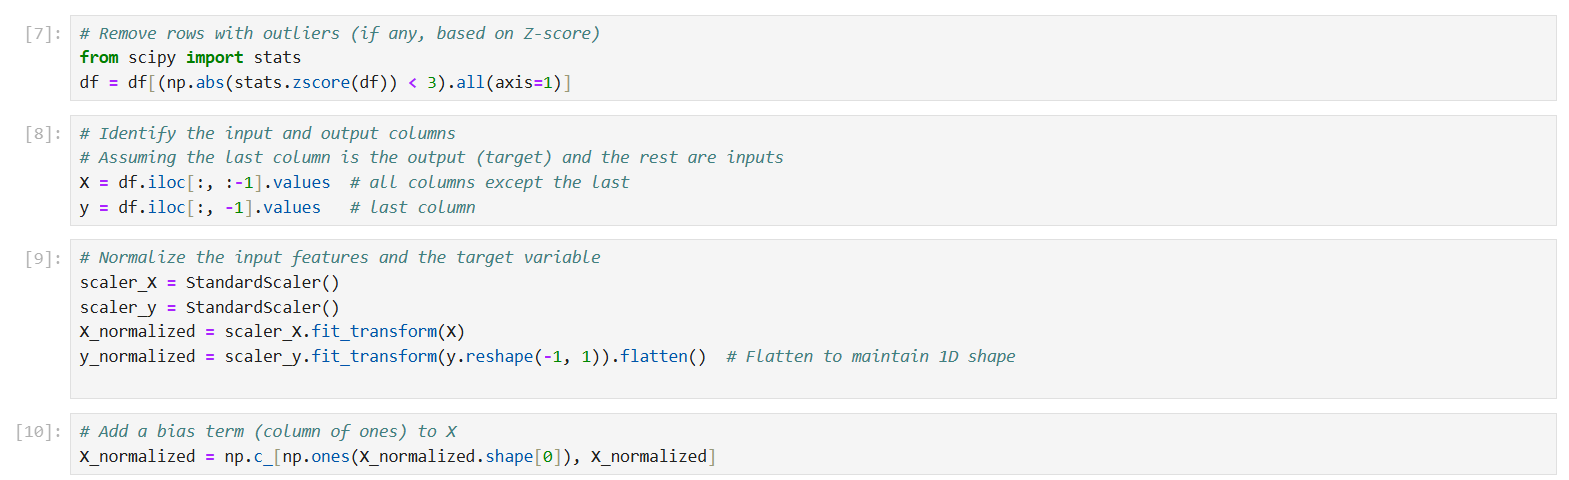 [7]: # Remove rows with outliers (if any, based on Z-score)
from scipy import stats
df = df[(np.abs(stats.zscore(df)) < 3).all(axis=1)]
[8]: # Identify the input and output columns
# Assuming the last column is the output (target) and the rest are inputs
X = df.iloc[:, :-1].values  # all columns except the last
y = df.iloc[:, -1].values   # last column
[9]: # Normalize the input features and the target variable
scaler_X = StandardScaler()
scaler_y = StandardScaler()
X_normalized = scaler_X.fit_transform(X)
y_normalized = scaler_y.fit_transform(y.reshape(-1, 1)).flatten()  # Flatten to maintain 1D shape
[10]: # Add a bias term (column of ones) to X
X_normalized = np.c_[np.ones(X_normalized.shape[0]), X_normalized]